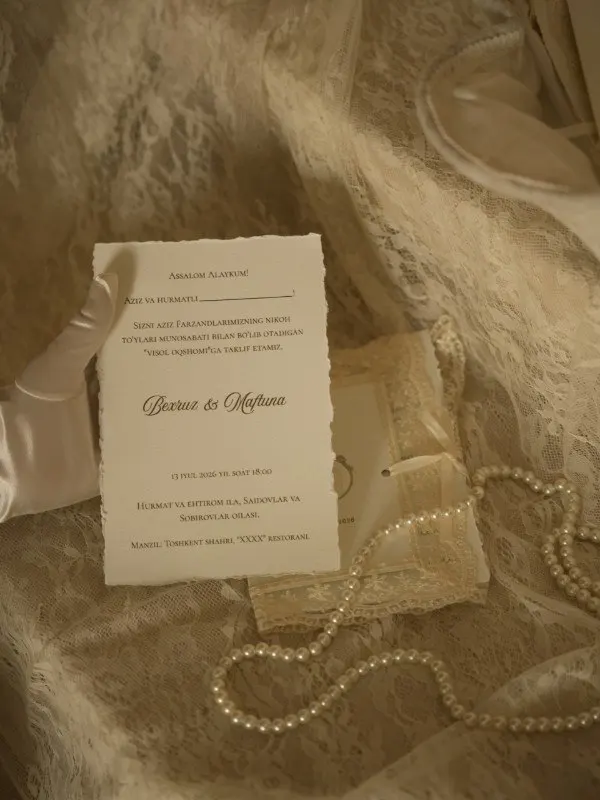 Assalom Alaykum!
Aziz va hurmatli ____________________!
Sizni aziz farzandlarimizning nikoh
to'ylari munosabati bilan bo'lib otadigan
"visol oqshomi"ga tarlif etamiz.
Bexruz & Maftuna
13 iyul 2026 yil soat 18:00
Hurmat va ehtirom ila, Saidovlar va
Sobirovlar oilasi.
Manzil: Toshkent shahri, "XXXX" restorani.